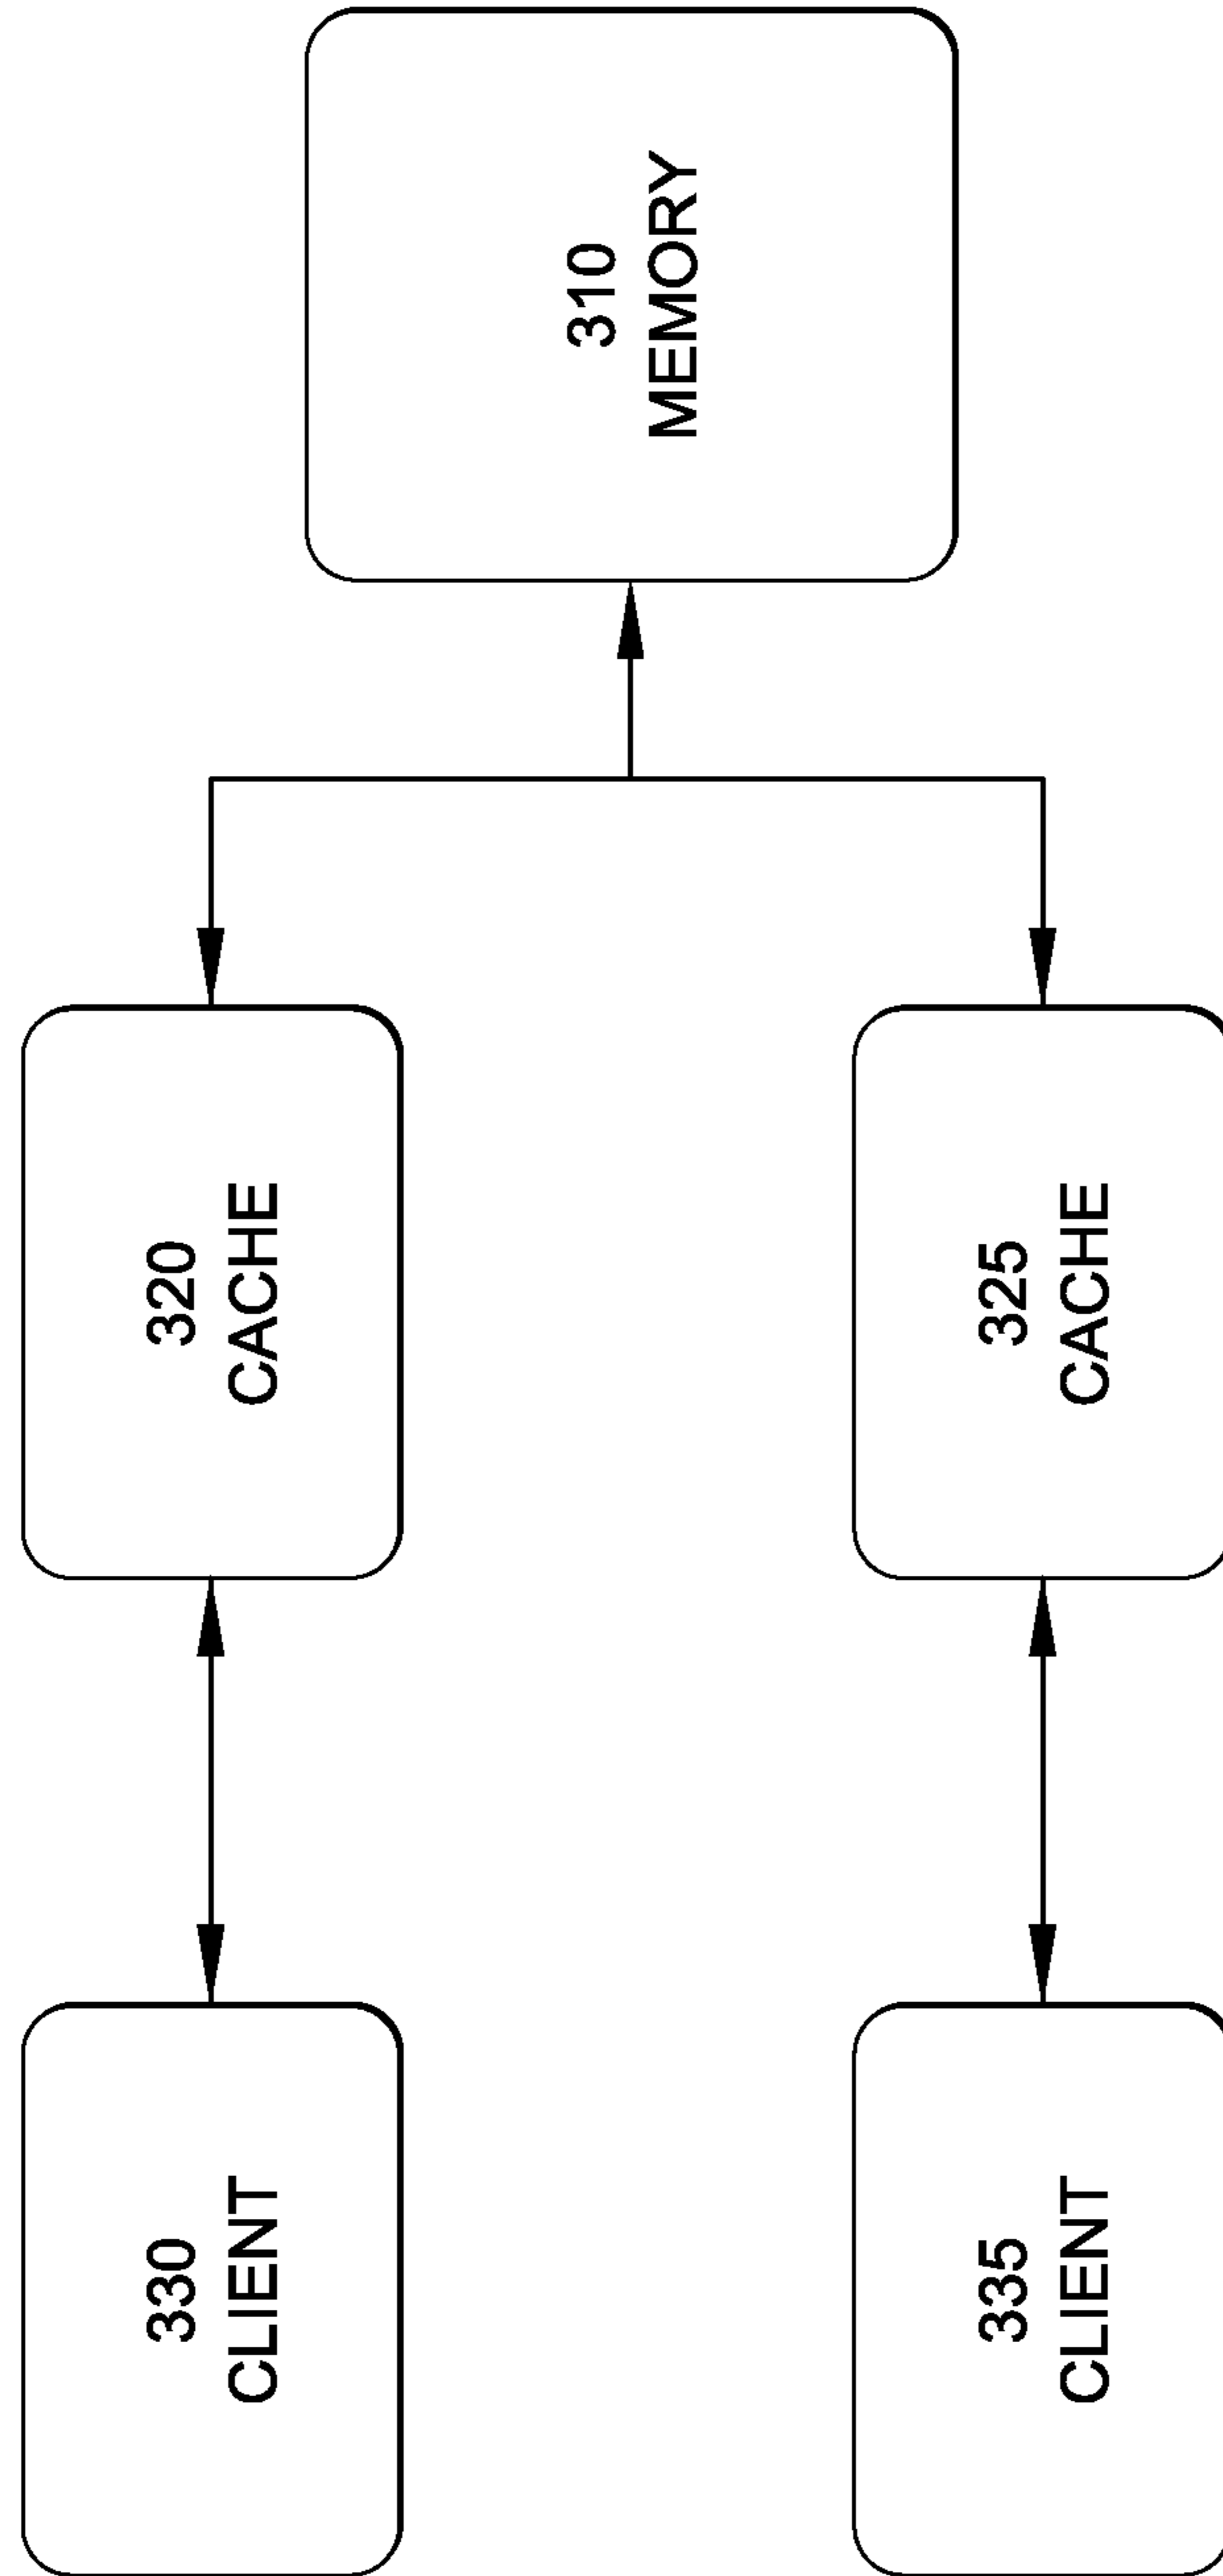 330
CLIENT
320
CACHE
310
MEMORY
335
CLIENT
325
CACHE